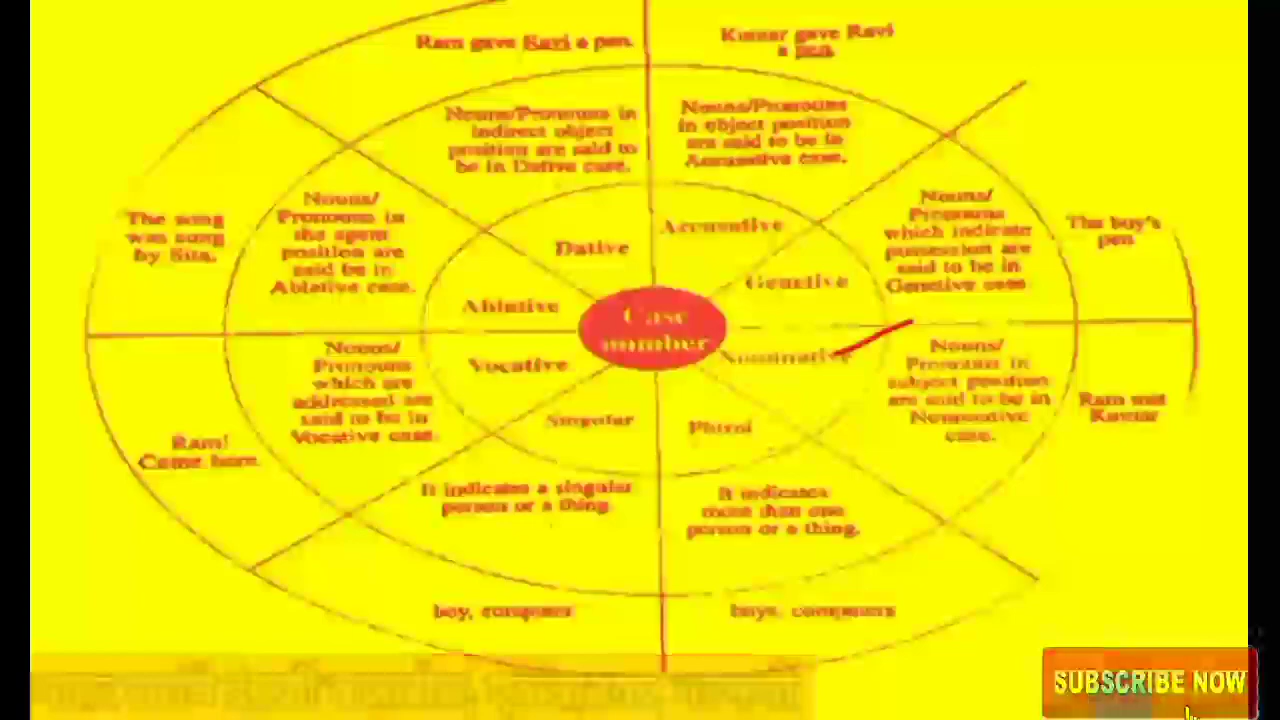 Ram gave Ravi a pen.
Kumar gave Ravi
a pen.
Nouns/Pronouns in
indirect object
position are said to
be in Dative case.
Nouns/Pronouns
in object position
are said to be in
Accusative case.
Nouns/
Pronouns in
the agent
position are
said be in
Ablative case.
The song
was sung
by Sita.
Nouns/
Pronouns
which indicate
possession are
said to be in
Genetive case
The boy's
pen
Dative
Accusative
Ablative
Genetive
Case
number
Vocative
Nominative
Singular
Plural
Nouns/
Pronouns
which are
addressed are
said to be in
Vocative case.
Nouns/
Pronouns in
subject position
are said to be in
Nominative
case.
Ram met
Kumar
Ram!
Come here
It indicates a singular
person or a thing
It indicates
more than one
person or a thing.
boy, computer
boys, computers
SUBSCRIBE NOW